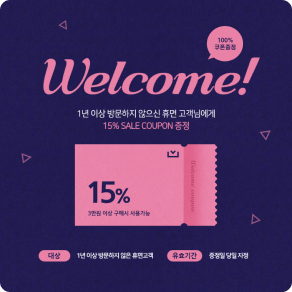 100%
쿠폰증정
Welcome!
1년 이상 방문하지 않으신 휴면 고객님에게
15% SALE COUPON 증정
15%
3만원 이상 구매시 사용가능
Welcome coupon
대상 1년 이상 방문하지 않은 휴면고객
유효기간 증정일 당일 자정